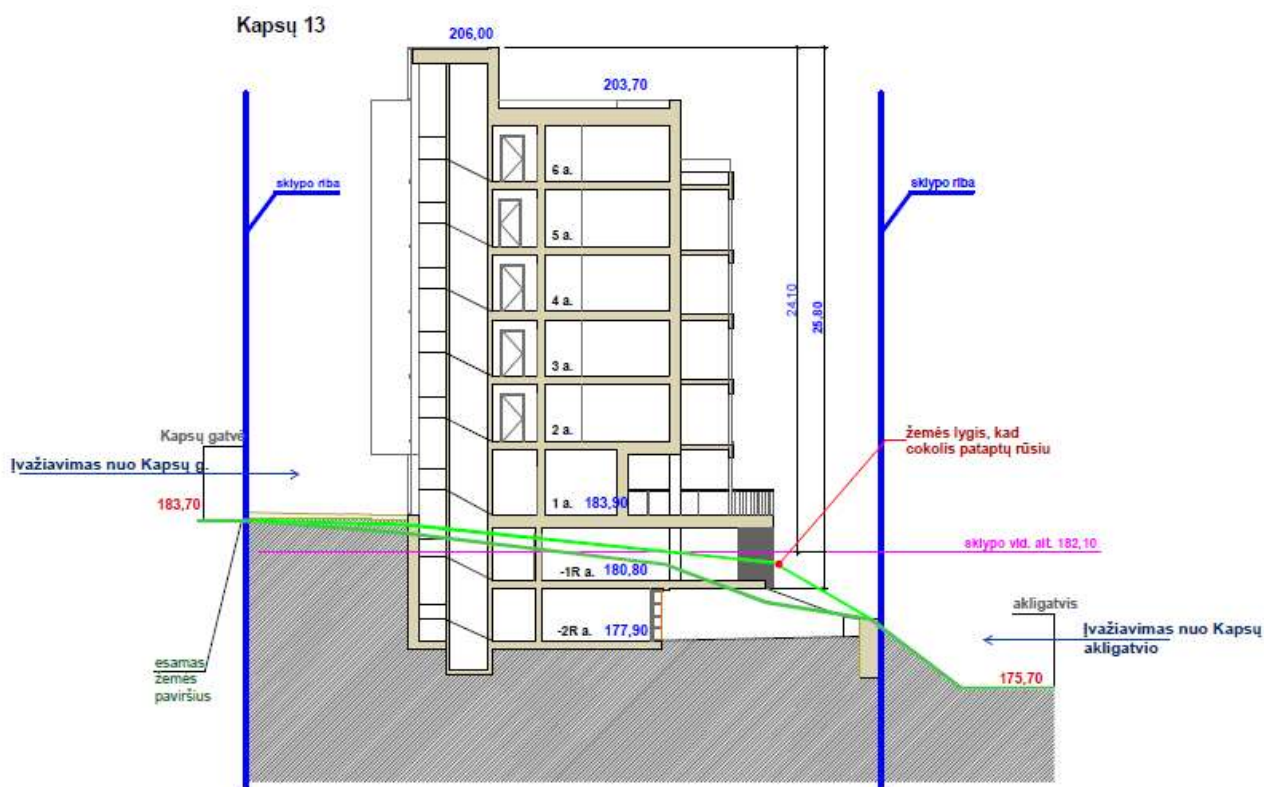 Kapsų 13
206,00
203,70
sklypo riba
sklypo riba
6 a.
5 a.
4 a.
3 a.
2 a.
24,10
25,80
Kapsų gatvė
Įvažiavimas nuo Kapsų g.
183,70
1 a. 183,90
žemės lygis, kad
cokolis pataptų rūsiu
sklypo vid. alt. 182,10
-1R a. 180,80
-2R a. 177,90
akligatvis
Įvažiavimas nuo Kapsų
akligatvio
175,70
esamas
žemės
paviršius